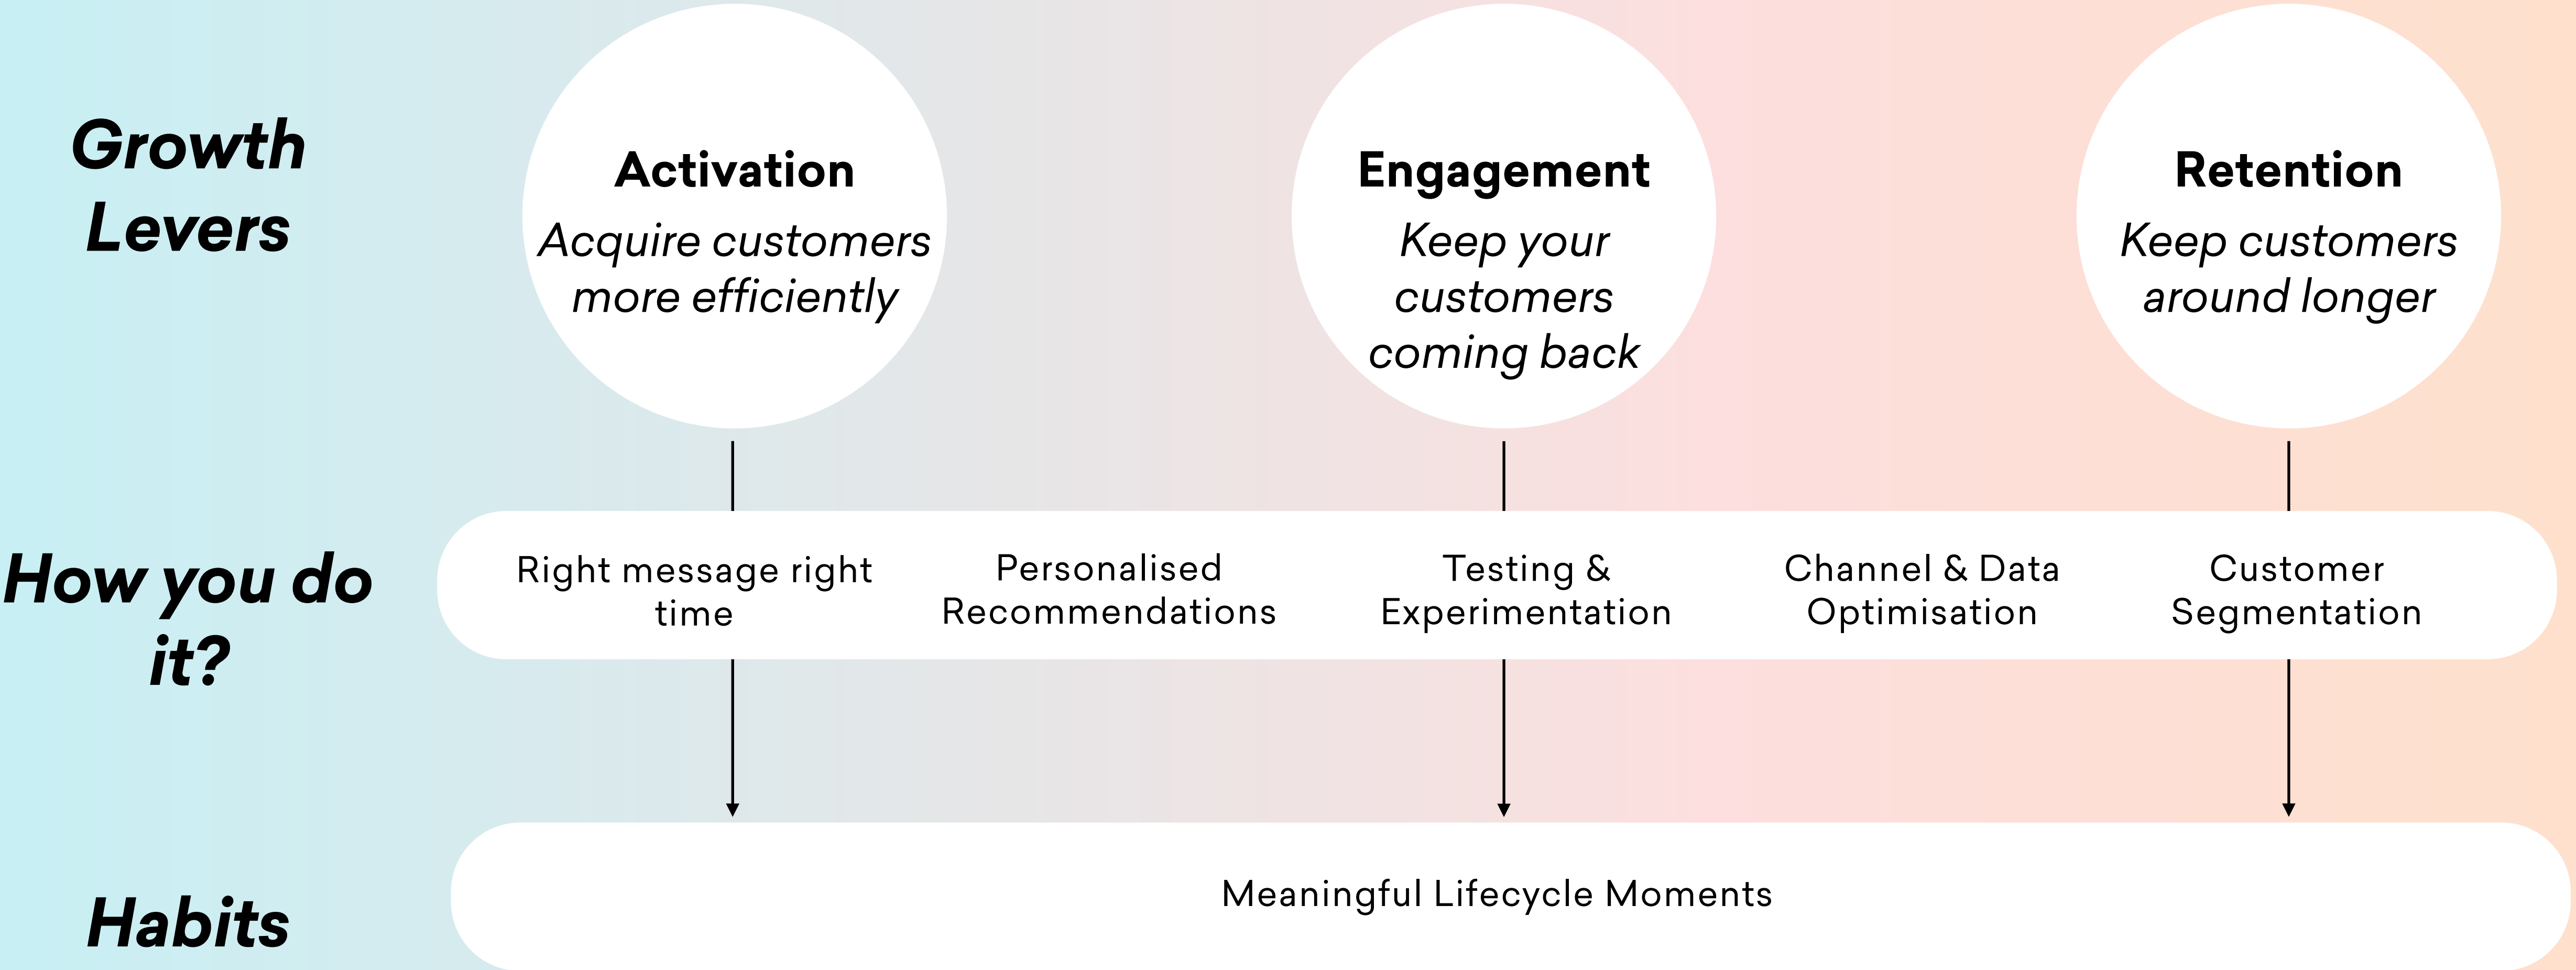 Growth
Levers
Activation
Acquire customers
more efficiently
Engagement
Keep your
customers
coming back
Retention
Keep customers
around longer
How you do
it?
Right message right
time
Personalised
Recommendations
Testing &
Experimentation
Channel & Data
Optimisation
Customer
Segmentation
Habits
Meaningful Lifecycle Moments